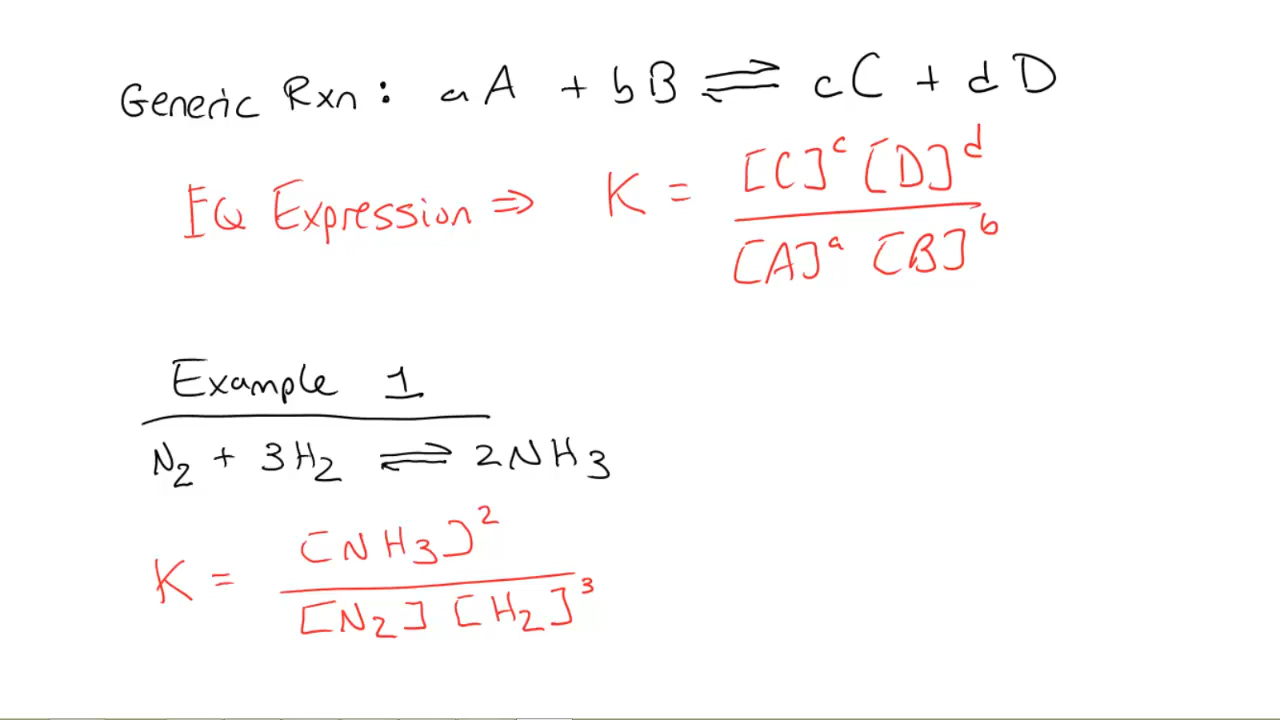 Generic Rxn : aA + bB ⇌ cC + dD
EQ Expression ⇒ K = [C]^c [D]^d / [A]^a [B]^b
Example 1
N₂ + 3H₂ ⇌ 2NH₃
K = [NH₃]² / [N₂] [H₂]³